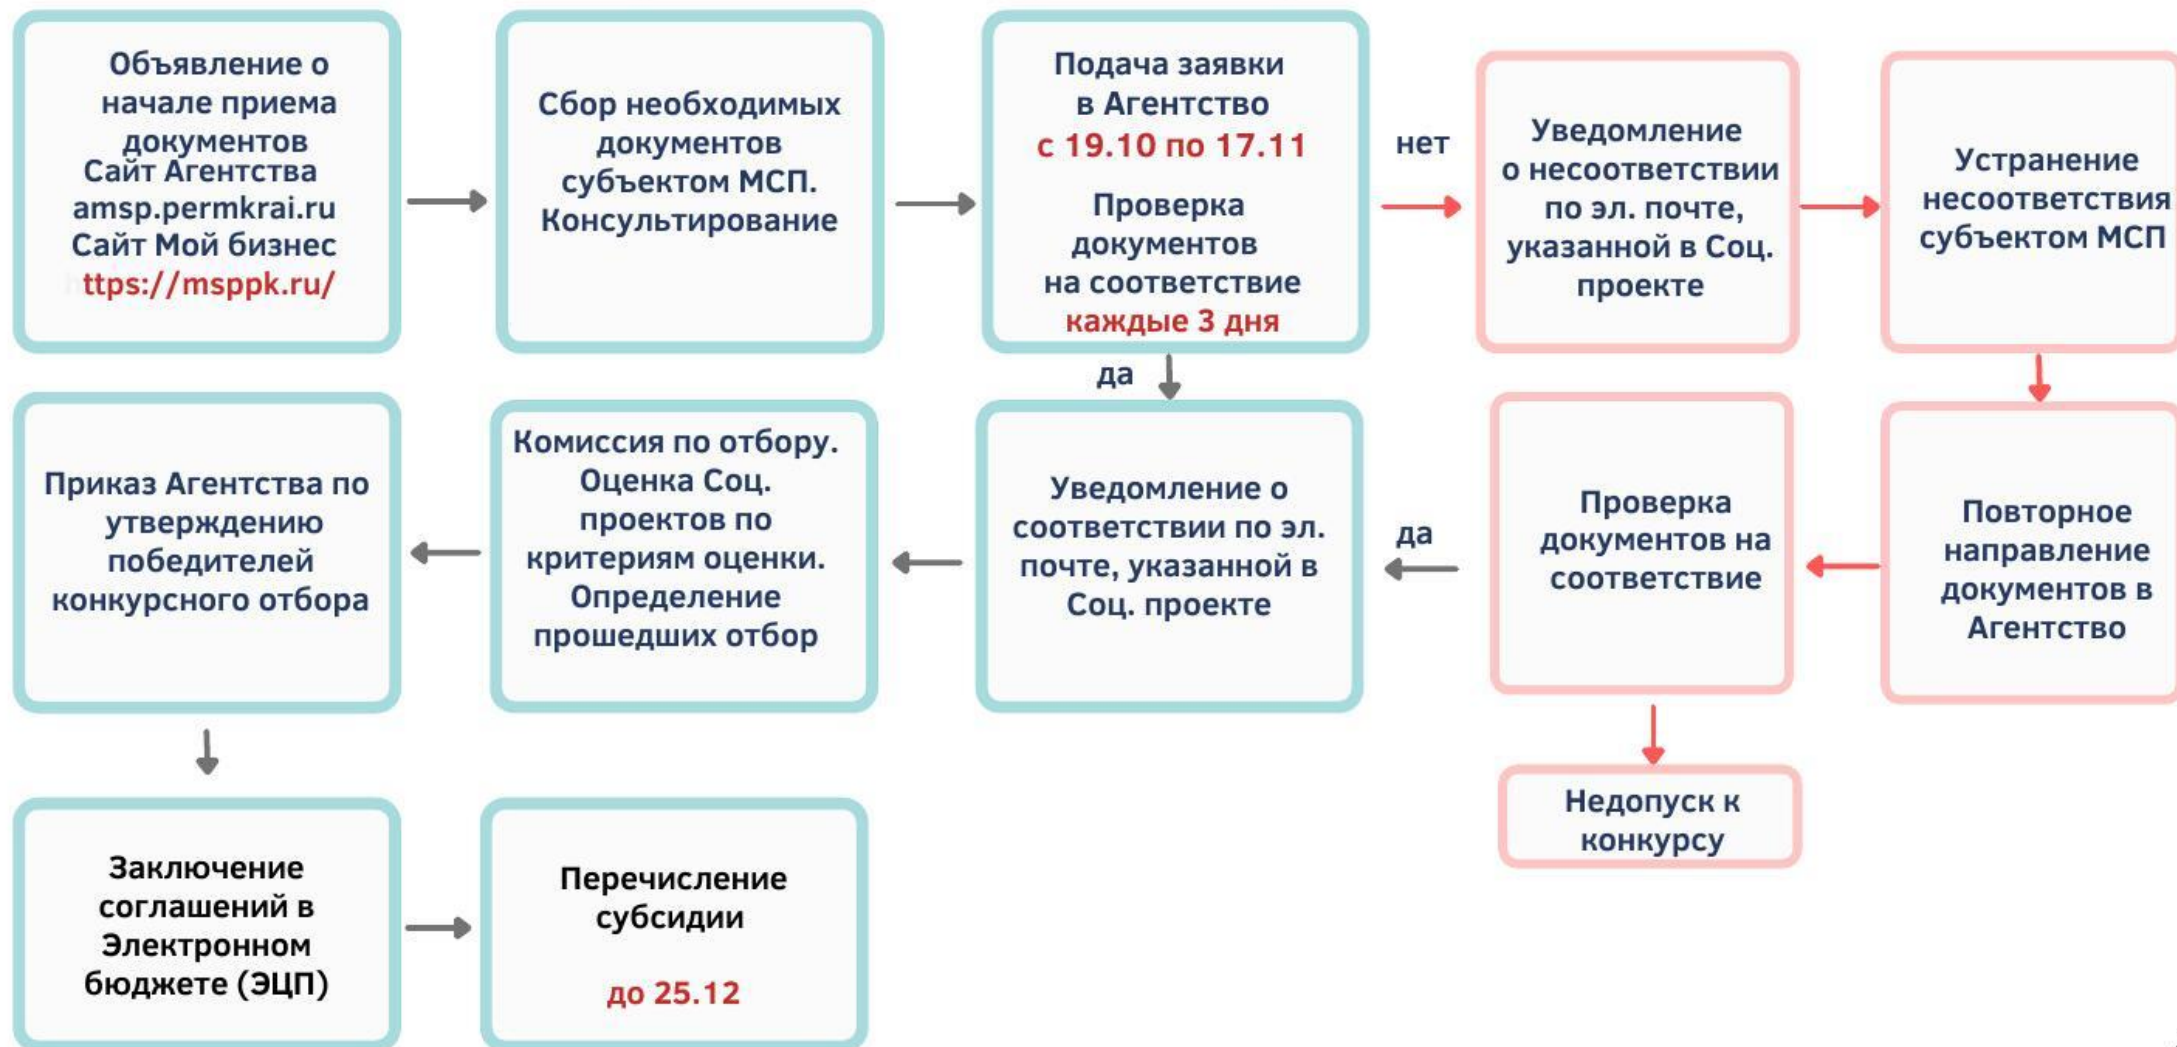 Объявление о
начале приема
документов
Сайт Агентства
amsp.permkrai.ru
Сайт Мой бизнес
https://msppk.ru/
Сбор необходимых
документов
субъектом МСП.
Консультирование
Подача заявки
в Агентство
с 19.10 по 17.11
Проверка
документов
на соответствие
каждые 3 дня
нет
Уведомление
о несоответствии
по эл. почте,
указанной в Соц.
проекте
Устранение
несоответствия
субъектом МСП
да
Приказ Агентства по
утверждению
победителей
конкурсного отбора
Комиссия по отбору.
Оценка Соц.
проектов по
критериям оценки.
Определение
прошедших отбор
Уведомление о
соответствии по эл.
почте, указанной в
Соц. проекте
да
Проверка
документов на
соответствие
Повторное
направление
документов в
Агентство
Недопуск к
конкурсу
Заключение
соглашений в
Электронном
бюджете (ЭЦП)
Перечисление
субсидии
до 25.12